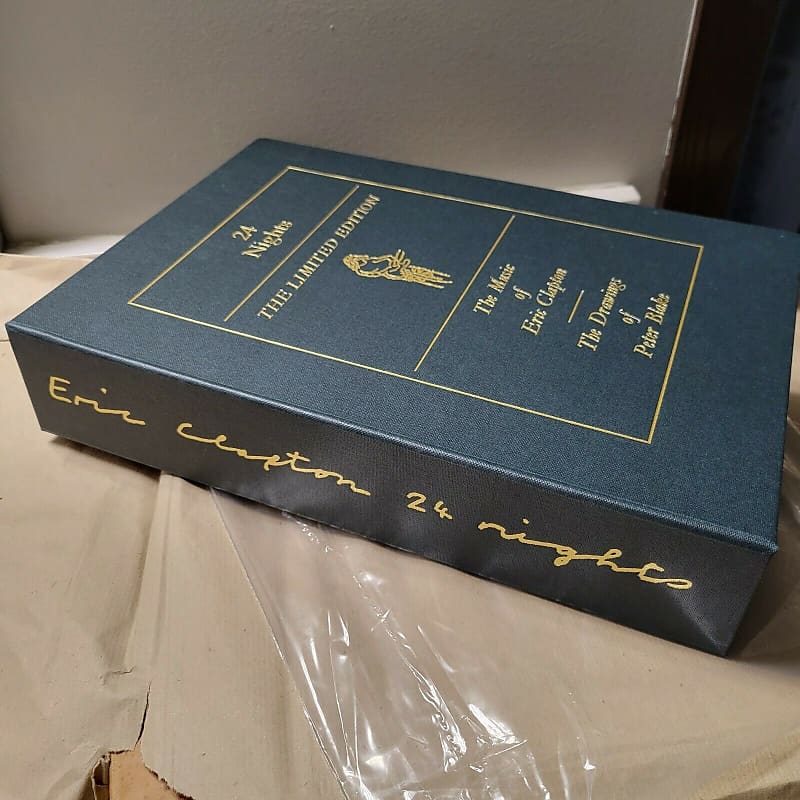 24
Nights
THE LIMITED EDITION
The Music
of
Eric Clapton
The Drawings
of
Peter Blake
Eric Clapton 24 nights